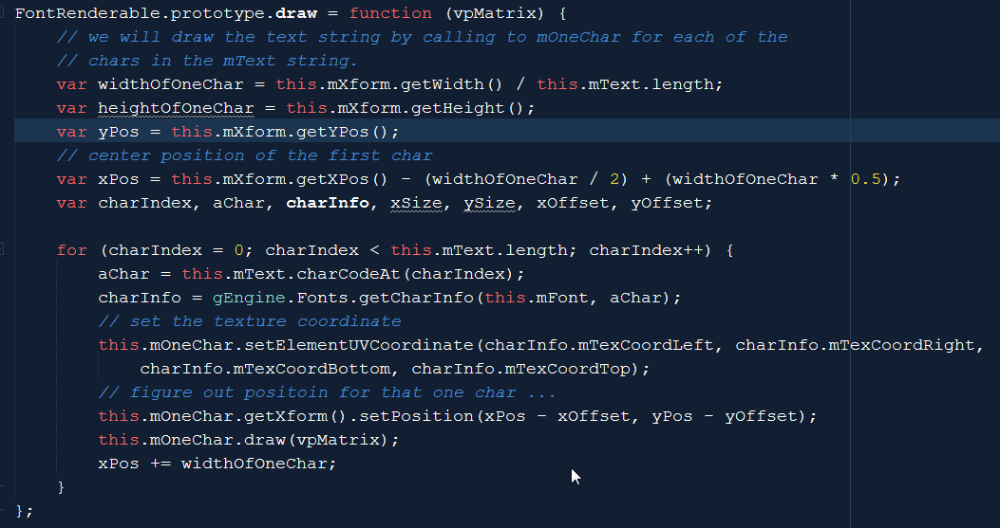 FontRenderable.prototype.draw = function (vpMatrix) {
// we will draw the text string by calling to mOneChar for each of the
// chars in the mText string.
var widthOfOneChar = this.mXform.getWidth() / this.mText.length;
var heightOfOneChar = this.mXform.getHeight();
var yPos = this.mXform.getYPos();
// center position of the first char
var xPos = this.mXform.getXPos() - (widthOfOneChar / 2) + (widthOfOneChar * 0.5);
var charIndex, aChar, charInfo, xSize, ySize, xOffset, yOffset;
for (charIndex = 0; charIndex < this.mText.length; charIndex++) {
aChar = this.mText.charCodeAt(charIndex);
charInfo = gEngine.Fonts.getCharInfo(this.mFont, aChar);
// set the texture coordinate
this.mOneChar.setElementUVCoordinate(charInfo.mTexCoordLeft, charInfo.mTexCoordRight,
charInfo.mTexCoordBottom, charInfo.mTexCoordTop);
// figure out positoin for that one char ...
this.mOneChar.getXform().setPosition(xPos - xOffset, yPos - yOffset);
this.mOneChar.draw(vpMatrix);
xPos += widthOfOneChar;
}
};